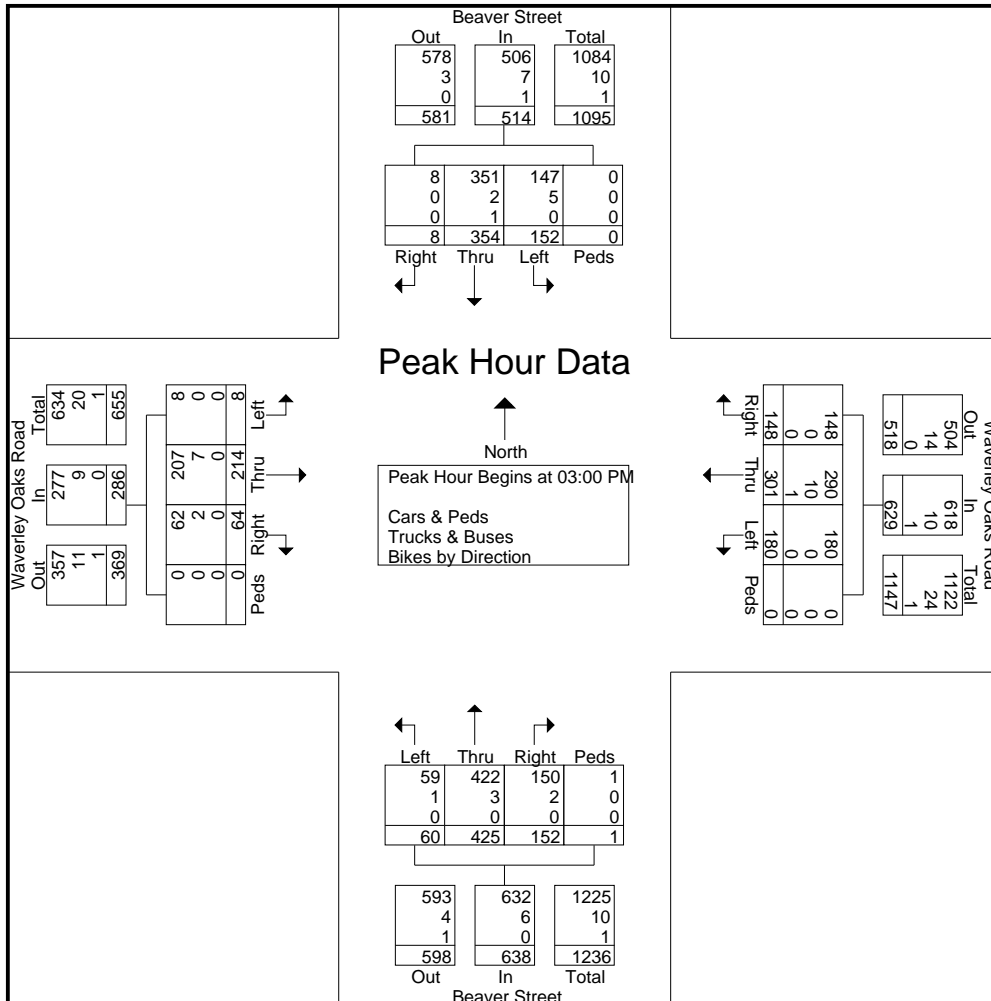 Beaver Street
Out In Total
578 506 1084
3 7 10
0 1 1
581 514 1095
8 351 147 0
0 2 5 0
0 1 0 0
8 354 152 0
Right Thru Left Peds
Peak Hour Data
North
Peak Hour Begins at 03:00 PM
Cars & Peds
Trucks & Buses
Bikes by Direction
Waverley Oaks Road
Out In Total
357 277 634
11 9 20
1 0 1
369 286 655
Peds Right Thru Left
0 62 207 8
0 2 7 0
0 0 0 0
0 64 214 8
Waverley Oaks Road
Out In Total
504 618 1122
14 10 24
0 1 1
518 629 1147
148 290 180 0
0 10 0 0
0 1 0 0
148 301 180 0
Right Thru Left Peds
Left Thru Right Peds
59 422 150 1
1 3 2 0
0 0 0 0
60 425 152 1
593 632 1225
4 6 10
1 0 1
598 638 1236
Out In Total
Beaver Street